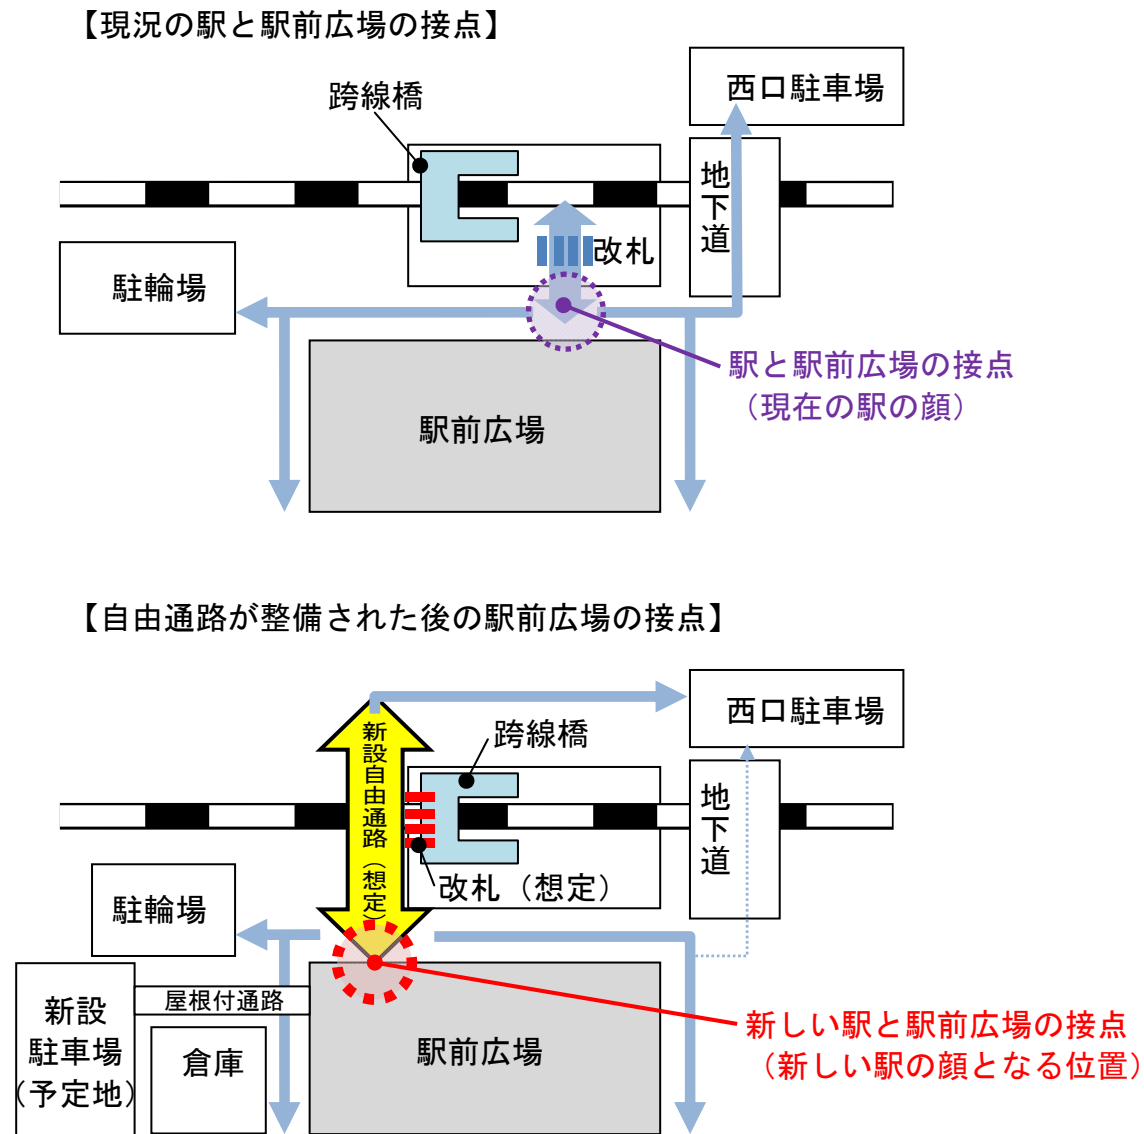 【現況の駅と駅前広場の接点】
西口駐車場
跨線橋
地下道
改札
駐輪場
駅と駅前広場の接点
（現在の駅の顔）
駅前広場
【自由通路が整備された後の駅前広場の接点】
西口駐車場
新設自由通路（想定）
跨線橋
地下道
改札（想定）
駐輪場
屋根付通路
新設
駐車場
(予定地)
倉庫
駅前広場
新しい駅と駅前広場の接点
（新しい駅の顔となる位置）